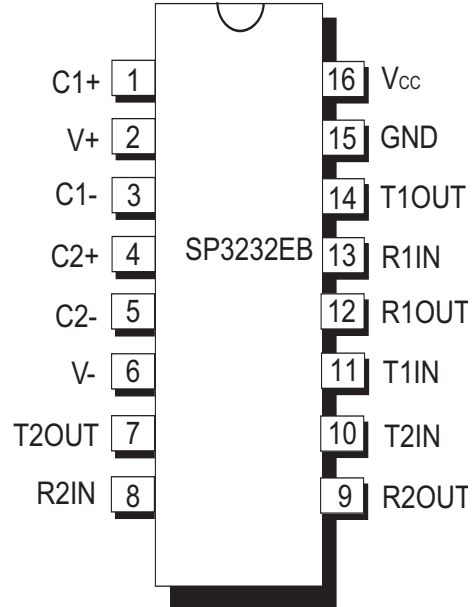 C1+ 1 16 Vcc
V+ 2 15 GND
C1- 3 14 T1OUT
C2+ 4 SP3232EB 13 R1IN
C2- 5 12 R1OUT
V- 6 11 T1IN
T2OUT 7 10 T2IN
R2IN 8 9 R2OUT